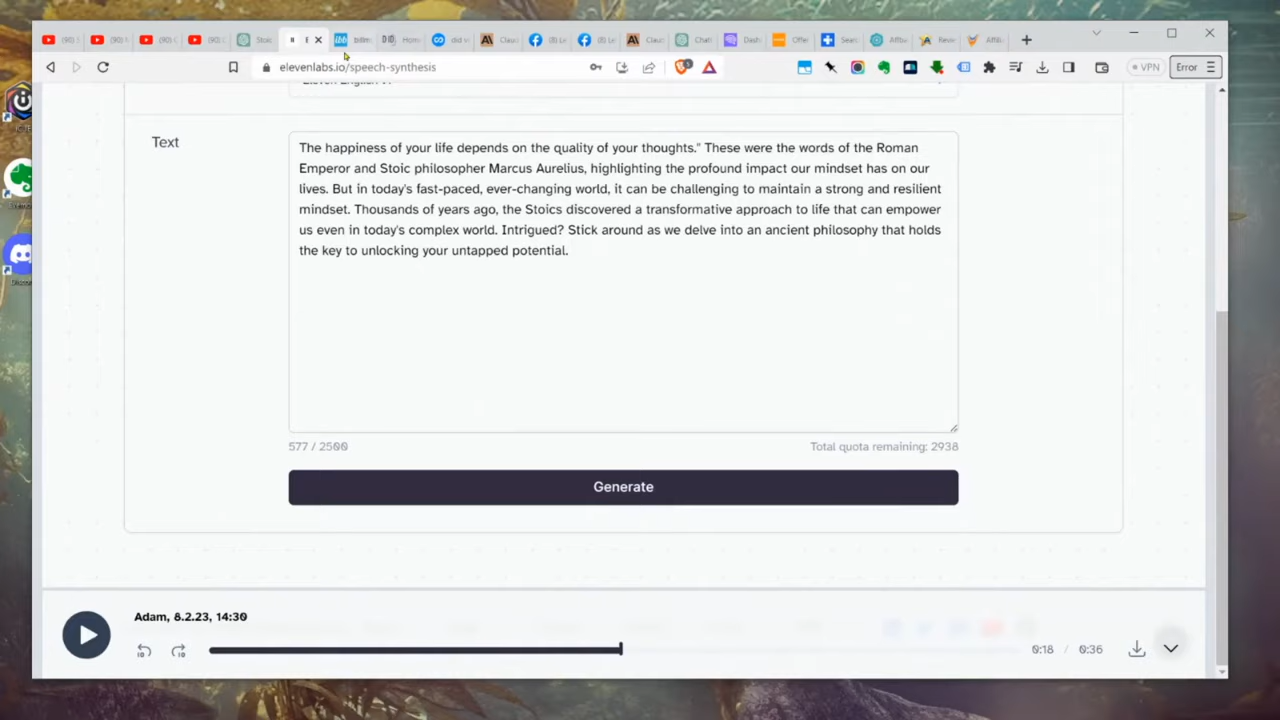 elevenlabs.io/speech-synthesis
VPN
Error
Text
The happiness of your life depends on the quality of your thoughts." These were the words of the Roman
Emperor and Stoic philosopher Marcus Aurelius, highlighting the profound impact our mindset has on our
lives. But in today's fast-paced, ever-changing world, it can be challenging to maintain a strong and resilient
mindset. Thousands of years ago, the Stoics discovered a transformative approach to life that can empower
us even in today's complex world. Intrigued? Stick around as we delve into an ancient philosophy that holds
the key to unlocking your untapped potential.
577 / 2500
Total quota remaining: 2938
Generate
Adam, 8.2.23, 14:30
10
10
0:18 / 0:36